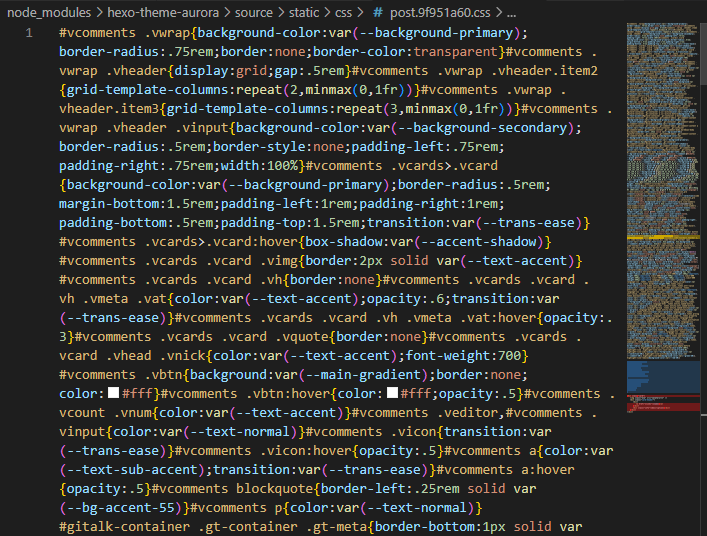 node_modules > hexo-theme-aurora > source > static > css > # post.9f951a60.css > ...
1 #vcomments .vwrap{background-color:var(--background-primary);
border-radius:.75rem;border:none;border-color:transparent}#vcomments .
vwrap .vheader{display:grid;gap:.5rem}#vcomments .vwrap .vheader.item2
{grid-template-columns:repeat(2,minmax(0,1fr))}#vcomments .vwrap .
vheader.item3{grid-template-columns:repeat(3,minmax(0,1fr))}#vcomments .
vwrap .vheader .vinput{background-color:var(--background-secondary);
border-radius:.5rem;border-style:none;padding-left:.75rem;
padding-right:.75rem;width:100%}#vcomments .vcards>.vcard
{background-color:var(--background-primary);border-radius:.5rem;
margin-bottom:1.5rem;padding-left:1rem;padding-right:1rem;
padding-bottom:.5rem;padding-top:1.5rem;transition:var(--trans-ease)}
#vcomments .vcards>.vcard:hover{box-shadow:var(--accent-shadow)}
#vcomments .vcards .vcard .vimg{border:2px solid var(--text-accent)}
#vcomments .vcards .vcard .vh{border:none}#vcomments .vcards .vcard .
vh .vmeta .vat{color:var(--text-accent);opacity:.6;transition:var
(--trans-ease)}#vcomments .vcards .vcard .vh .vmeta .vat:hover{opacity:.
3}#vcomments .vcards .vcard .vquote{border:none}#vcomments .vcards .
vcard .vhead .vnick{color:var(--text-accent);font-weight:700}
#vcomments .vbtn{background:var(--main-gradient);border:none;
color:#fff}#vcomments .vbtn:hover{color:#fff;opacity:.5}#vcomments .
vcount .vnum{color:var(--text-accent)}#vcomments .veditor,#vcomments .
vinput{color:var(--text-normal)}#vcomments .vicon{transition:var
(--trans-ease)}#vcomments .vicon:hover{opacity:.5}#vcomments a{color:var
(--text-sub-accent);transition:var(--trans-ease)}#vcomments a:hover
{opacity:.5}#vcomments blockquote{border-left:.25rem solid var
(--bg-accent-55)}#vcomments p{color:var(--text-normal)}
#gitalk-container .gt-container .gt-meta{border-bottom:1px solid var